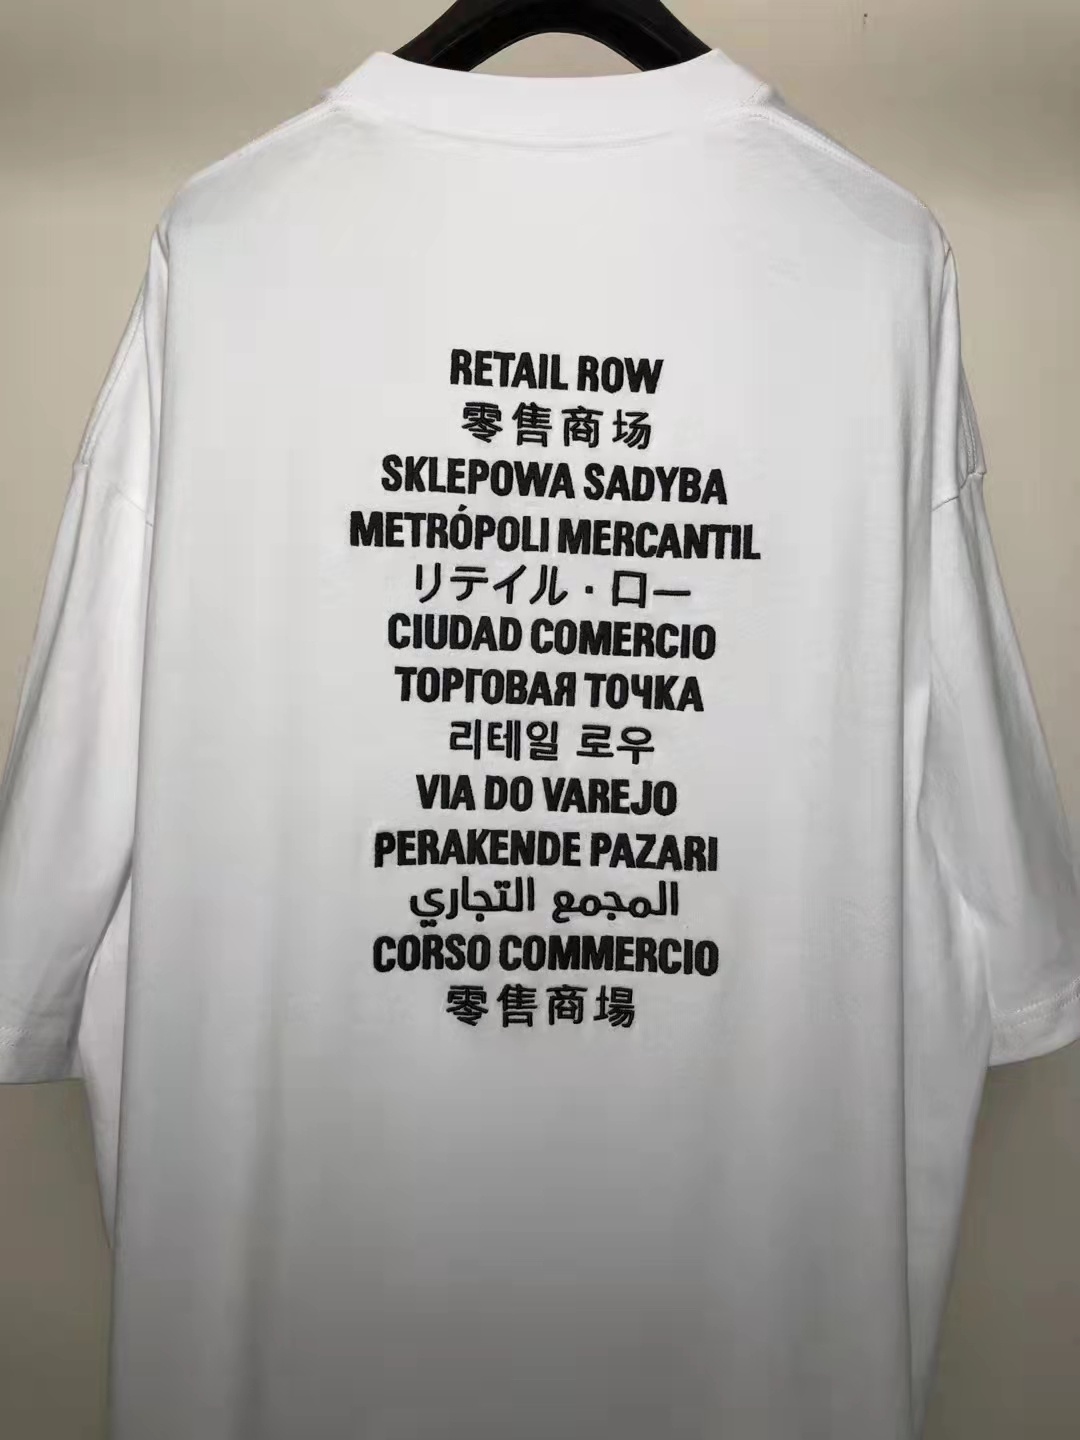 RETAIL ROW
零售商场
SKLEPOWA SADYBA
METRÓPOLI MERCANTIL
リテイル・ロー
CIUDAD COMERCIO
ТОРГОВАЯ ТОЧКА
리테일 로우
VIA DO VAREJO
PERAKENDE PAZARI
المجمع التجاري
CORSO COMMERCIO
零售商場